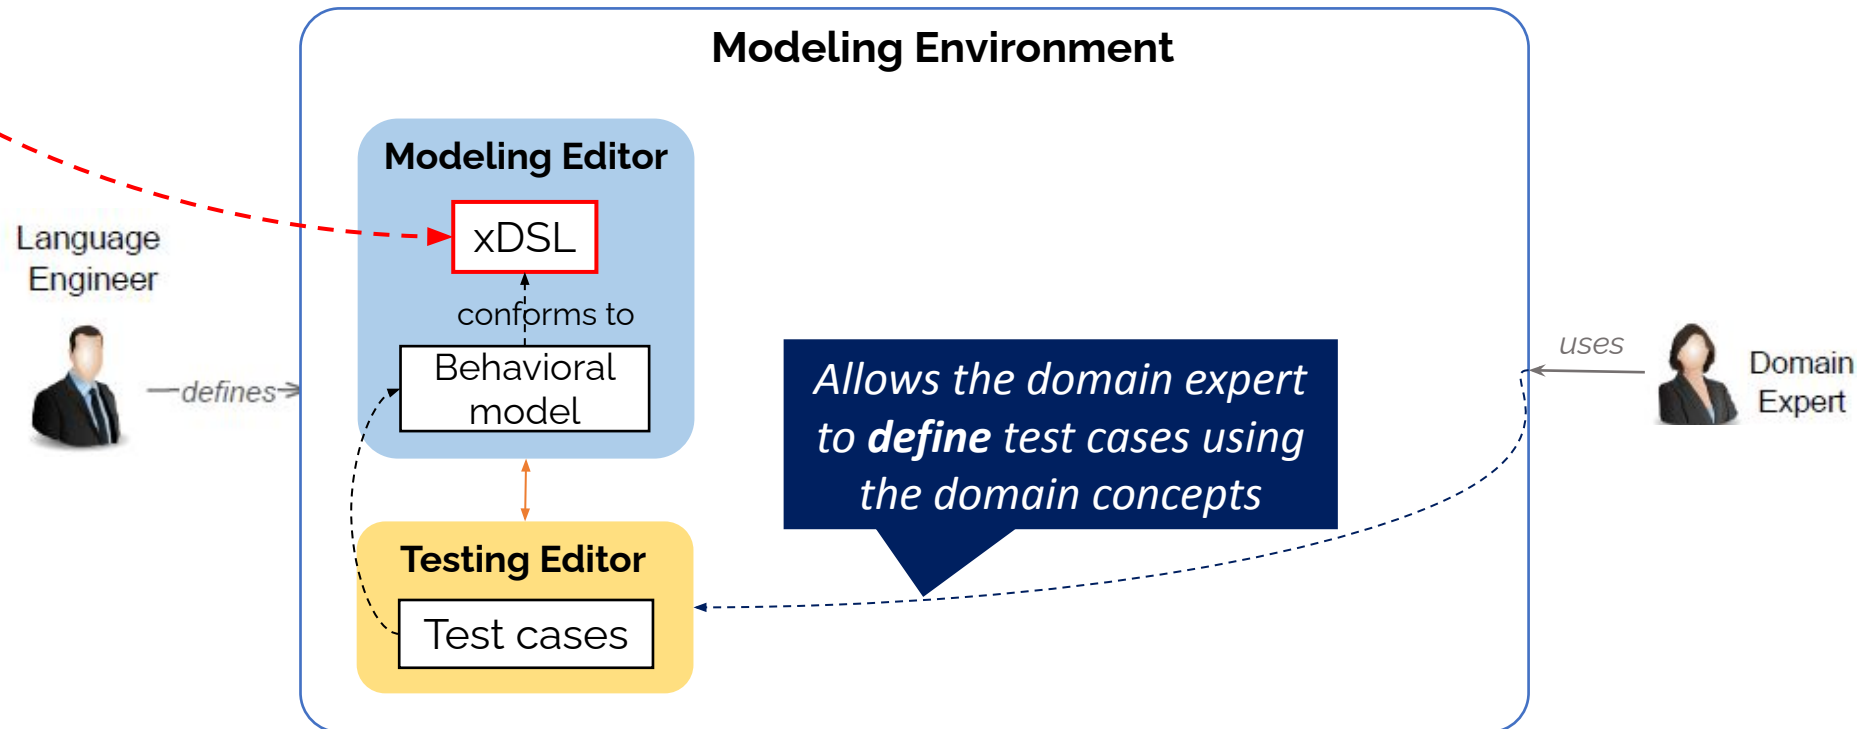 Modeling Environment
Modeling Editor
xDSL
Language
Engineer
conforms to
Behavioral
model
defines
Allows the domain expert
to define test cases using
the domain concepts
uses
Domain
Expert
Testing Editor
Test cases